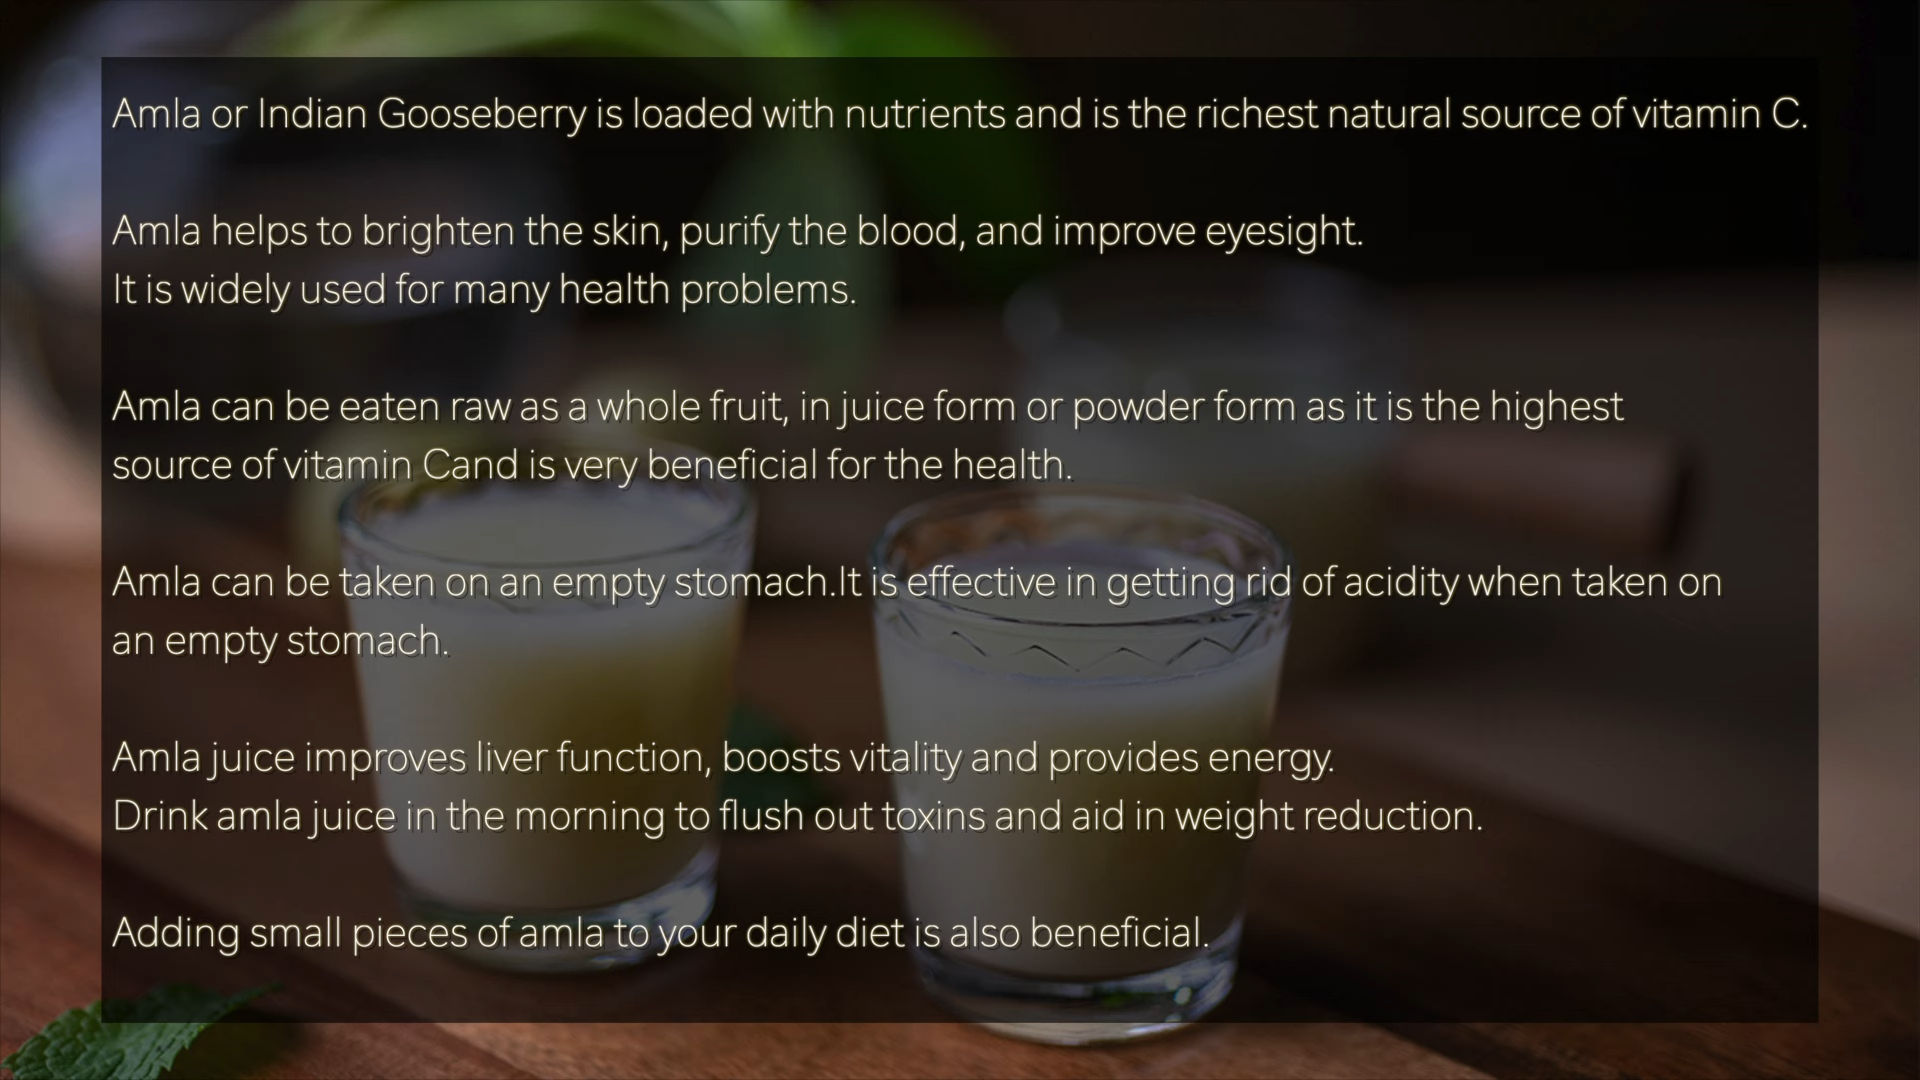 Amla or Indian Gooseberry is loaded with nutrients and is the richest natural source of vitamin C.
Amla helps to brighten the skin, purify the blood, and improve eyesight.
It is widely used for many health problems.
Amla can be eaten raw as a whole fruit, in juice form or powder form as it is the highest
source of vitamin Cand is very beneficial for the health.
Amla can be taken on an empty stomach.It is effective in getting rid of acidity when taken on
an empty stomach.
Amla juice improves liver function, boosts vitality and provides energy.
Drink amla juice in the morning to flush out toxins and aid in weight reduction.
Adding small pieces of amla to your daily diet is also beneficial.